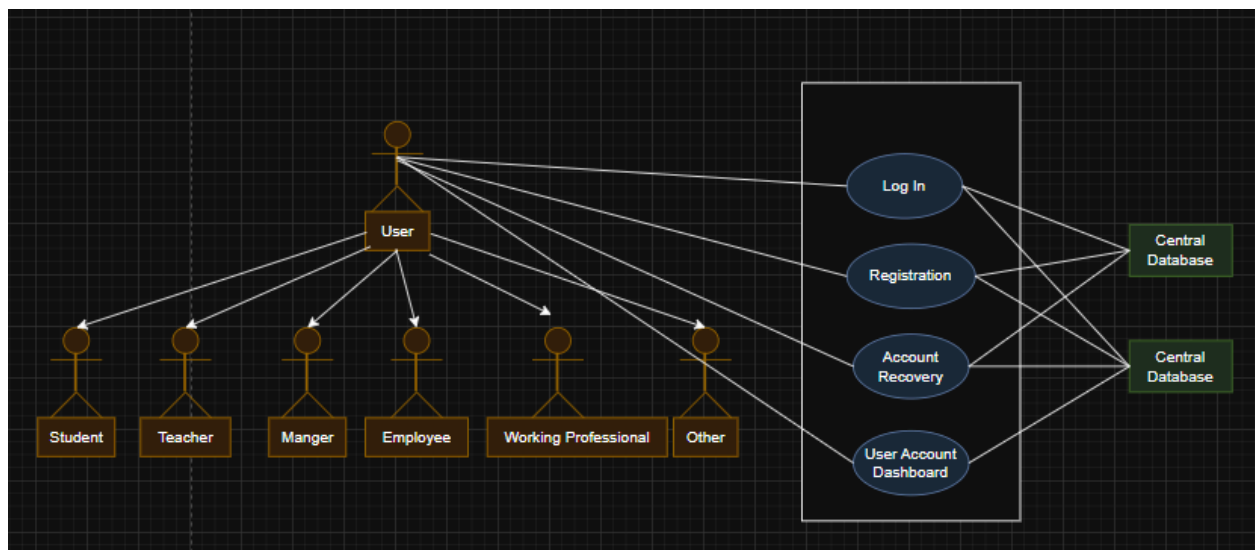 Log In
User
Central
Database
Registration
Account
Recovery
Central
Database
Student
Teacher
Manger
Employee
Working Professional
Other
User Account
Dashboard